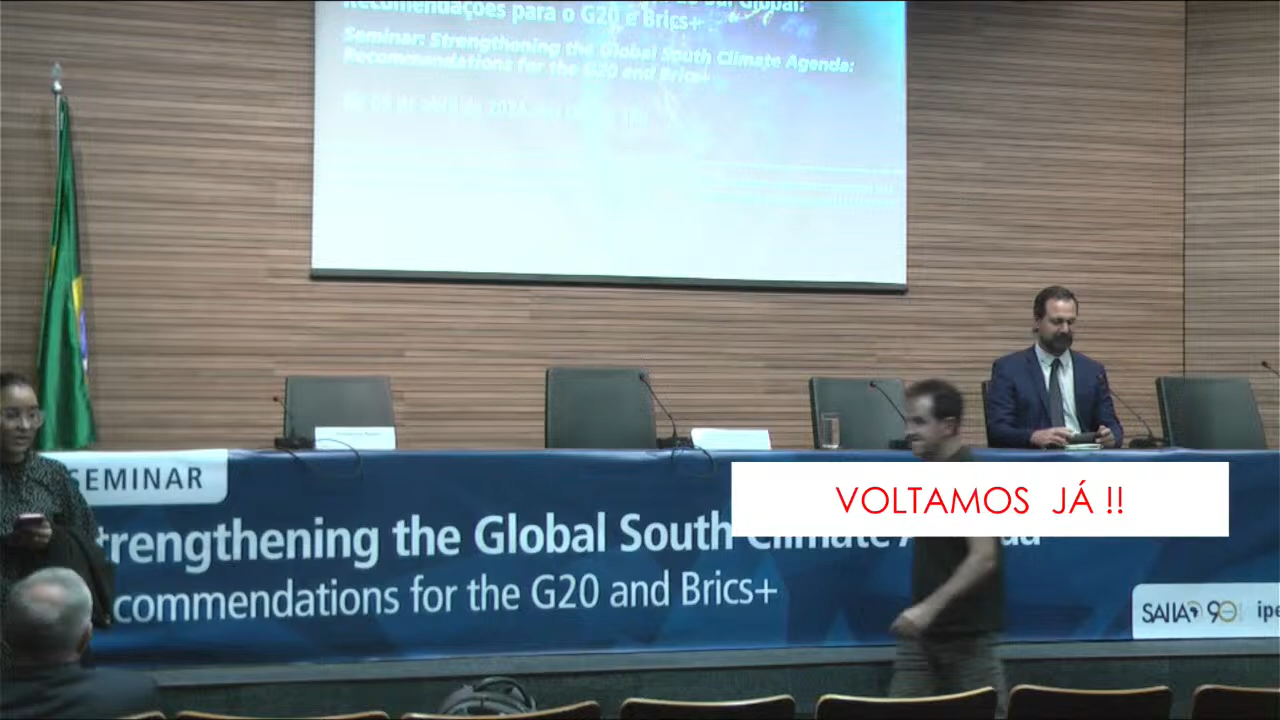 Recomendações para o G20 e Brics+
Seminar: Strengthening the Global South Climate Agenda:
Recommendations for the G20 and Brics+
SEMINAR
trengthening the Global South Climate
commendations for the G20 and Brics+
VOLTAMOS JÁ !!
SAIIA 90
ipe